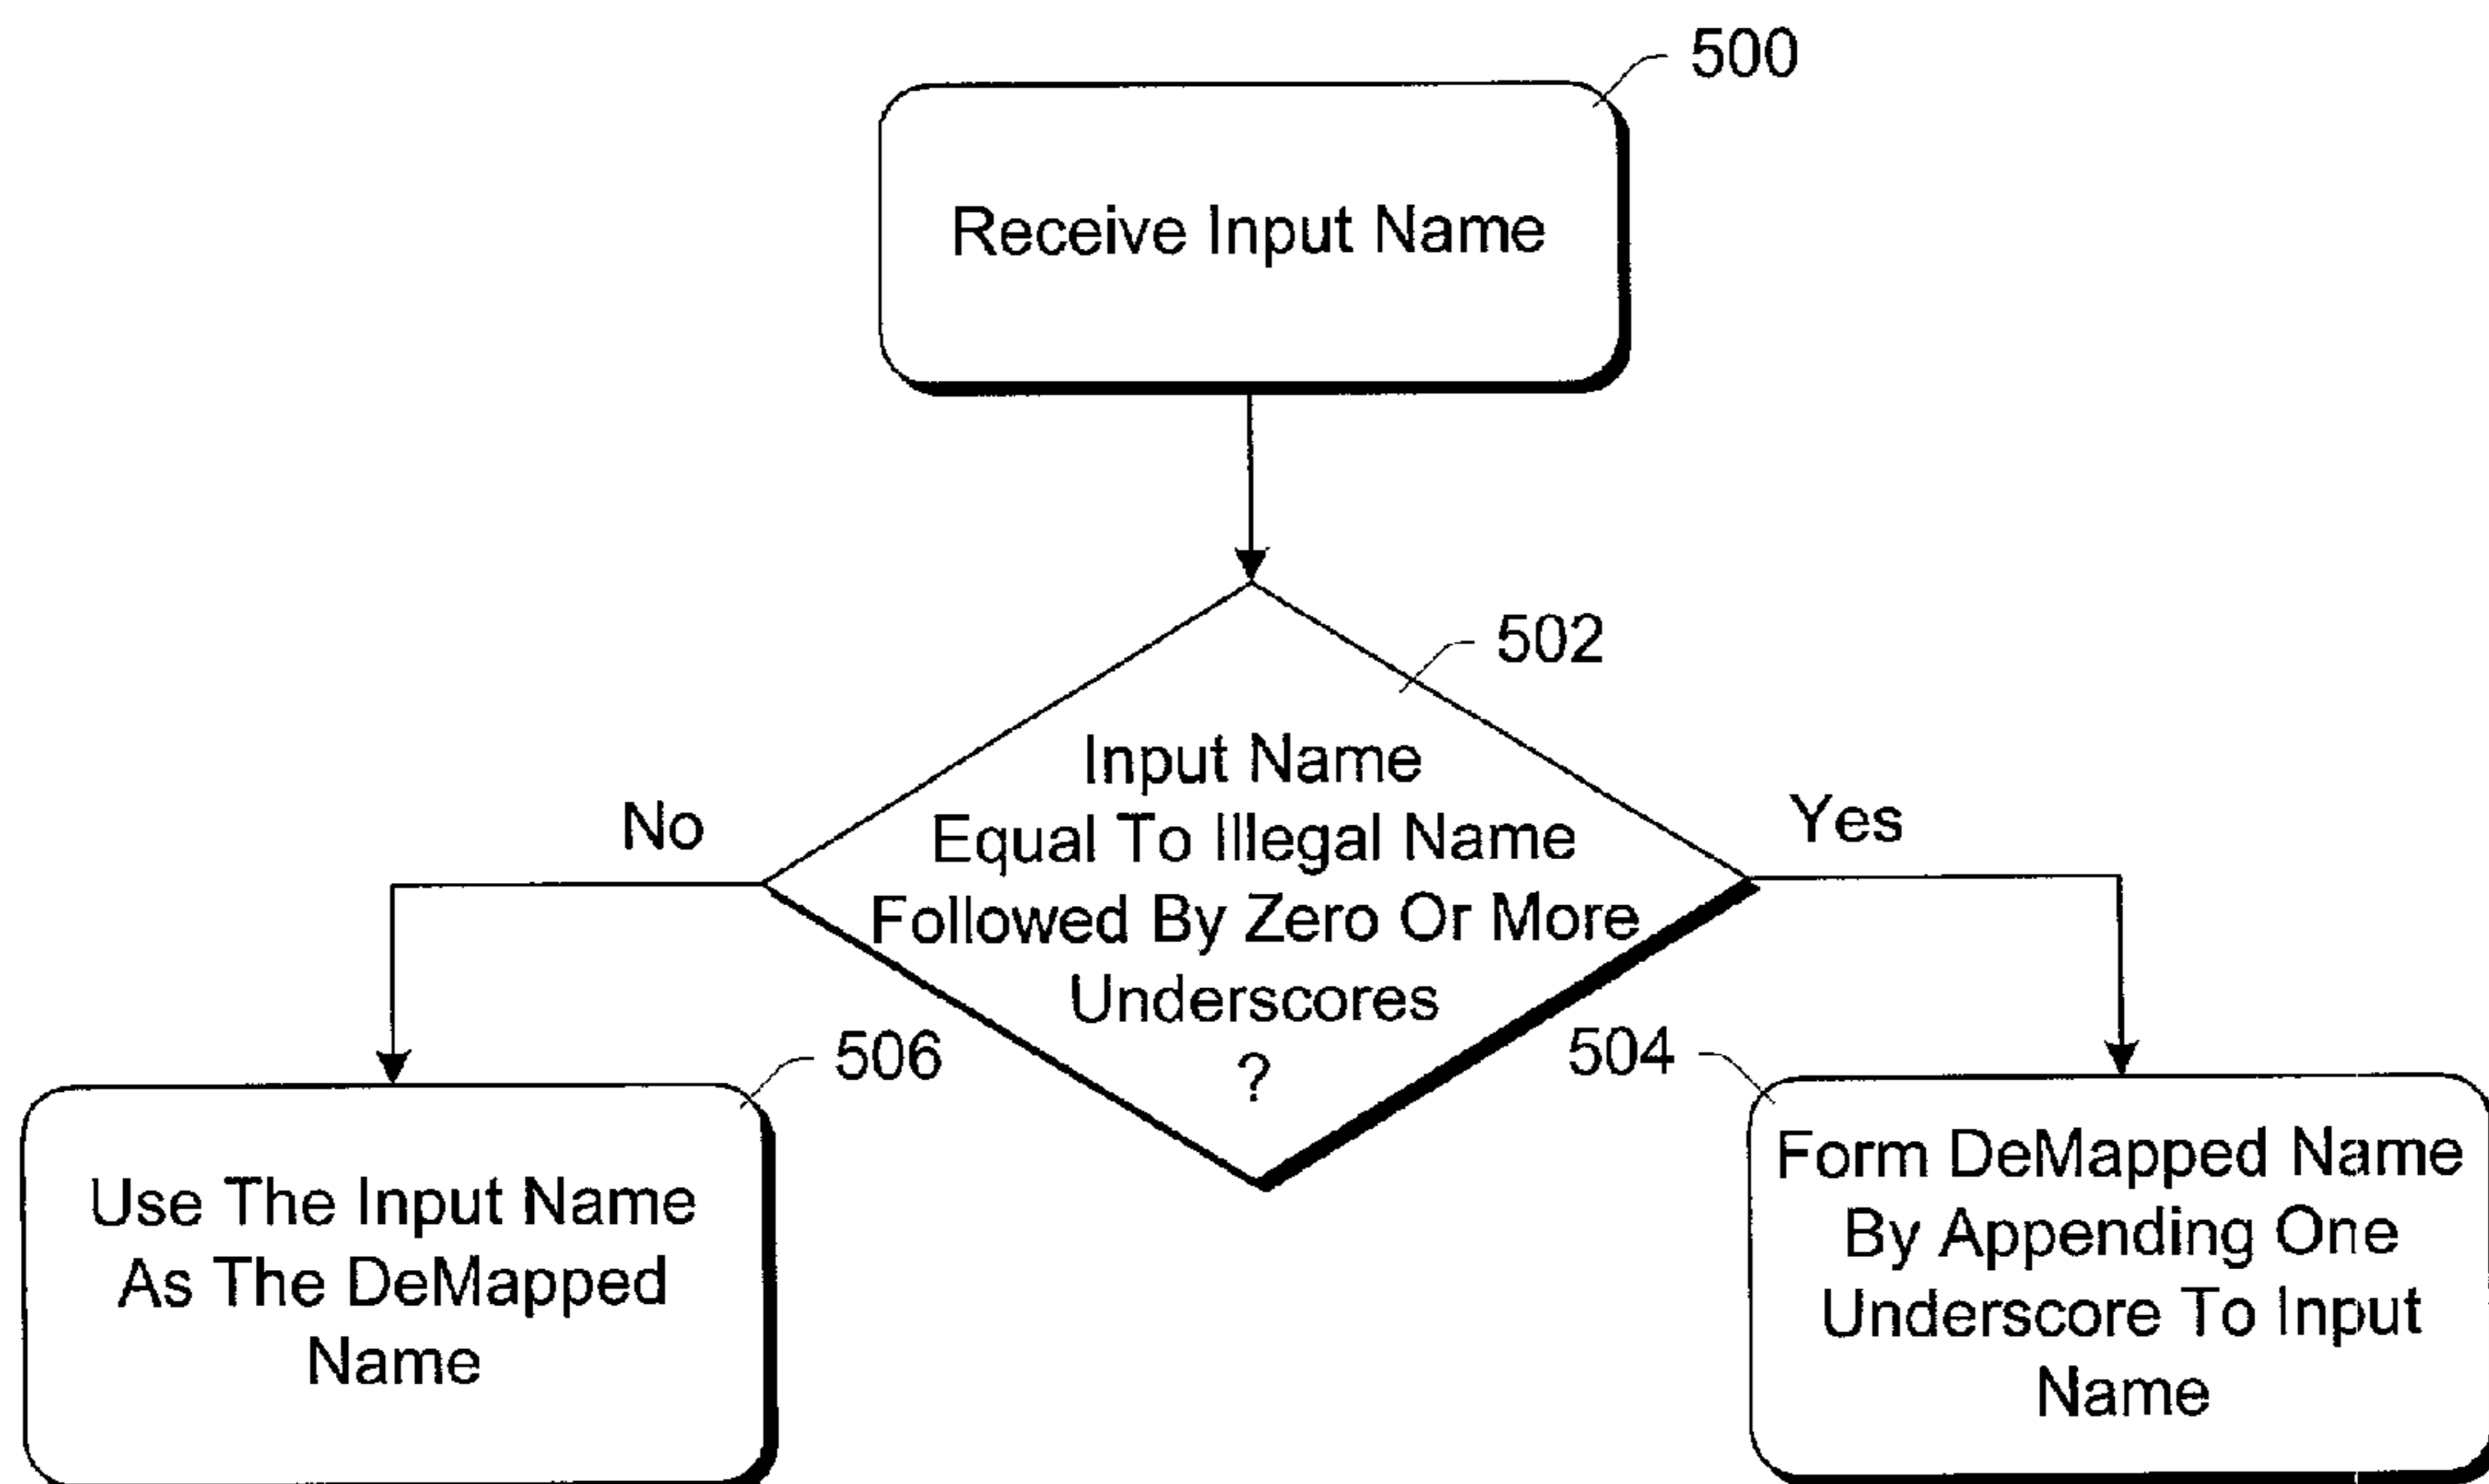 500
Receive Input Name
502
Input Name
Equal To Illegal Name
Followed By Zero Or More
Underscores
?
No
Yes
506
Use The Input Name
As The DeMapped
Name
504
Form DeMapped Name
By Appending One
Underscore To Input
Name